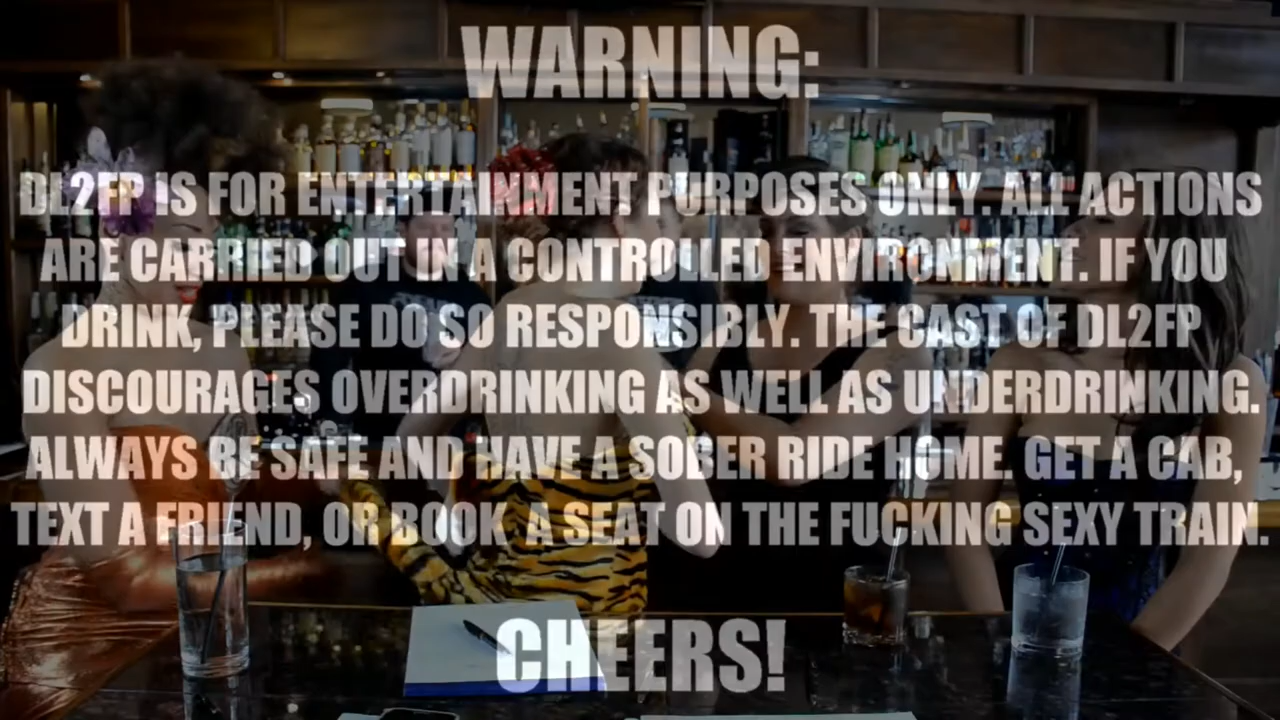 WARNING:
DL2FP IS FOR ENTERTAINMENT PURPOSES ONLY. ALL ACTIONS
ARE CARRIED OUT IN A CONTROLLED ENVIRONMENT. IF YOU
DRINK, PLEASE DO SO RESPONSIBLY. THE CAST OF DL2FP
DISCOURAGES OVERDRINKING AS WELL AS UNDERDRINKING.
ALWAYS BE SAFE AND HAVE A SOBER RIDE HOME. GET A CAB,
TEXT A FRIEND, OR BOOK A SEAT ON THE FUCKING SEXY TRAIN.
CHEERS!